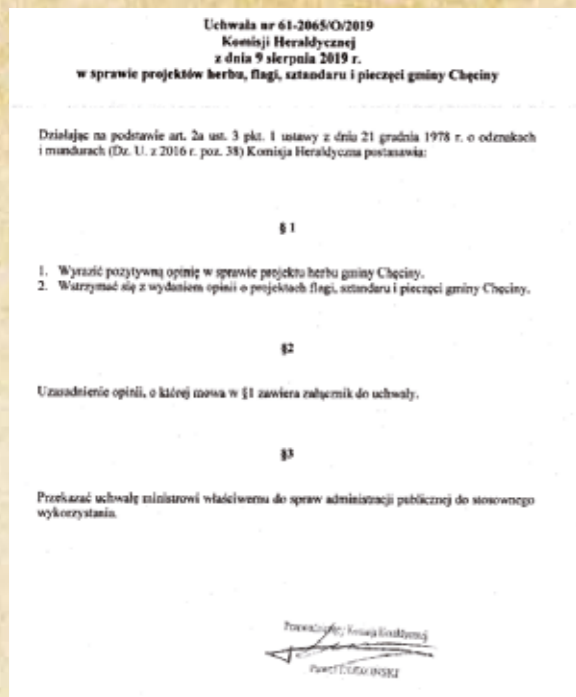 Uchwała nr 61-2065/O/2019
Komisji Heraldycznej
z dnia 9 sierpnia 2019 r.
w sprawie projektów herbu, flagi, sztandaru i pieczęci gminy Chęciny
Działając na podstawie art. 2a ust. 3 pkt. 1 ustawy z dnia 21 grudnia 1978 r. o odznakach
i mundurach (Dz. U. z 2016 r. poz. 38) Komisja Heraldyczna postanawia:
§ 1
1. Wyrazić pozytywną opinię w sprawie projektu herbu gminy Chęciny.
2. Wstrzymać się z wydaniem opinii o projektach flagi, sztandaru i pieczęci gminy Chęciny.
§2
Uzasadnienie opinii, o której mowa w §1 zawiera załącznik do uchwały.
§3
Przekazać uchwałę ministrowi właściwemu do spraw administracji publicznej do stosownego
wykorzystania.
Przewodniczący Komisji Heraldycznej